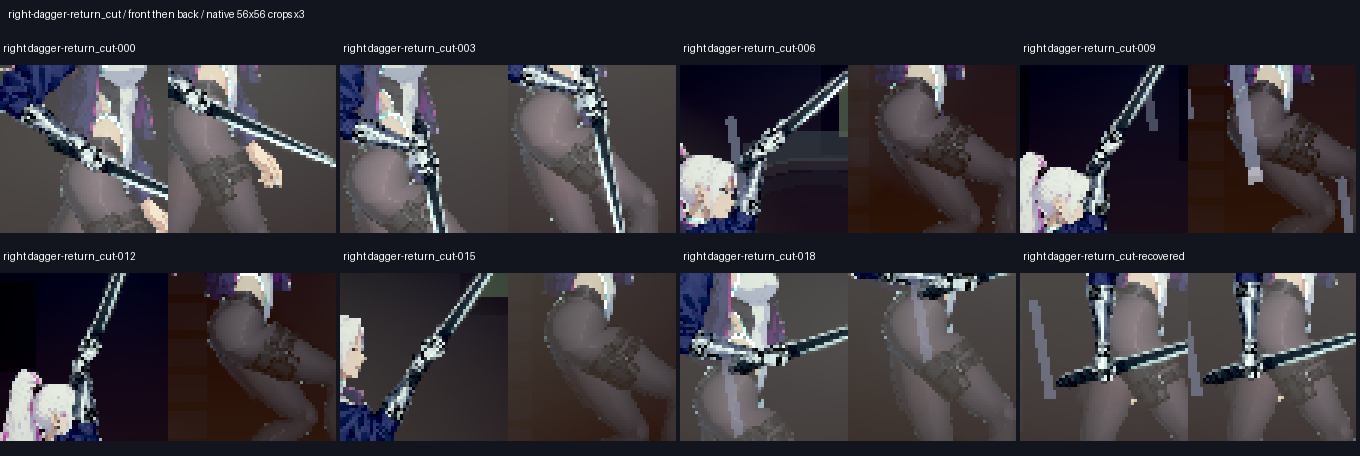 right-dagger-return_cut / front then back / native 56x56 crops x3
right dagger-return_cut-000
right dagger-return_cut-003
right dagger-return_cut-006
right dagger-return_cut-009
right dagger-return_cut-012
right dagger-return_cut-015
right dagger-return_cut-018
right dagger-return_cut-recovered